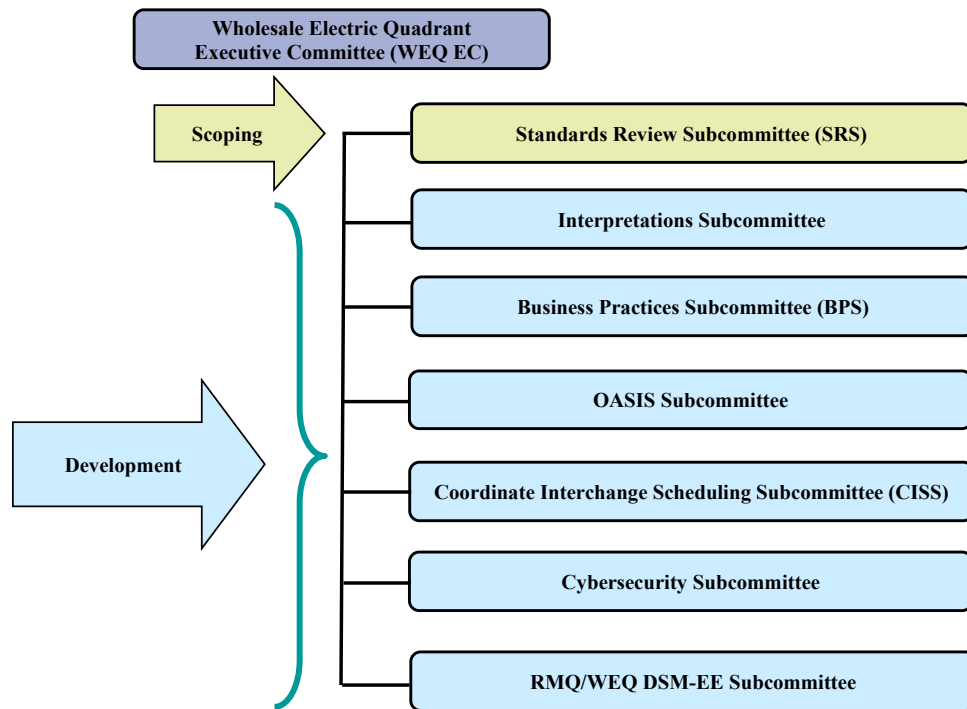 Wholesale Electric Quadrant
Executive Committee (WEQ EC)
Scoping
Standards Review Subcommittee (SRS)
Interpretations Subcommittee
Business Practices Subcommittee (BPS)
OASIS Subcommittee
Development
Coordinate Interchange Scheduling Subcommittee (CISS)
Cybersecurity Subcommittee
RMQ/WEQ DSM-EE Subcommittee